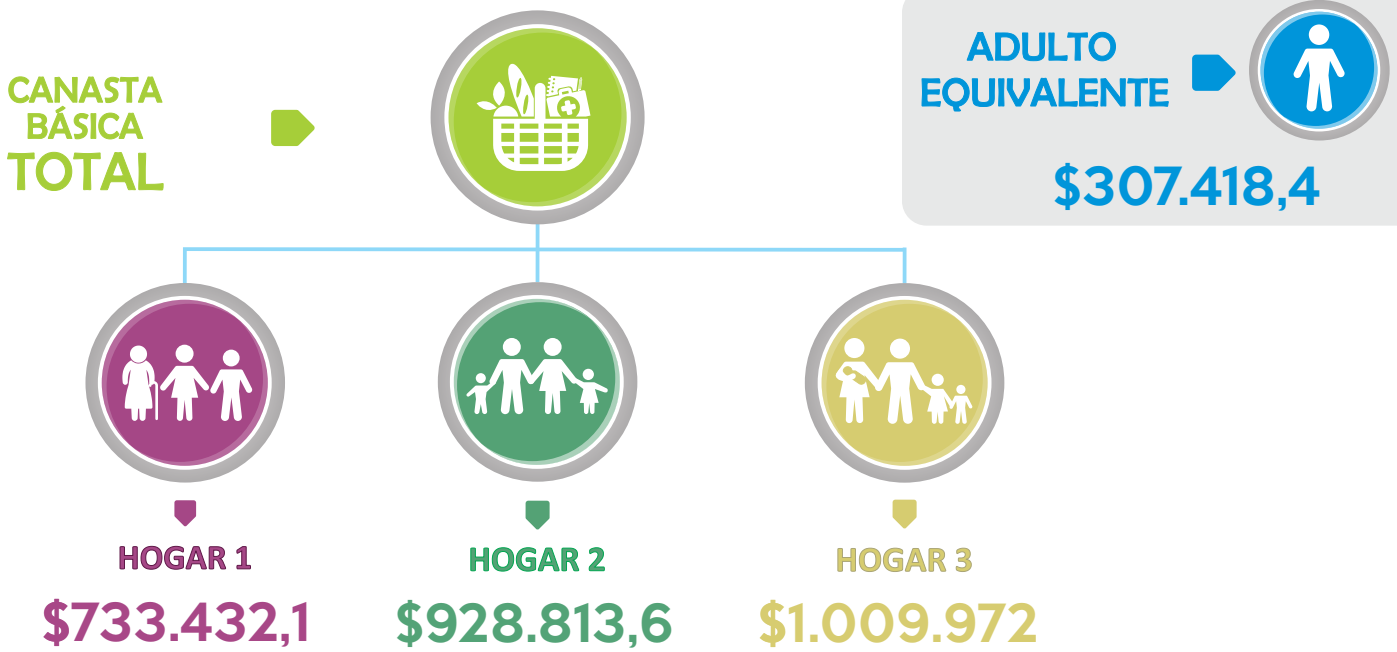 CANASTA
BÁSICA
TOTAL
ADULTO
EQUIVALENTE
$307.418,4
HOGAR 1
$733.432,1
HOGAR 2
$928.813,6
HOGAR 3
$1.009.972